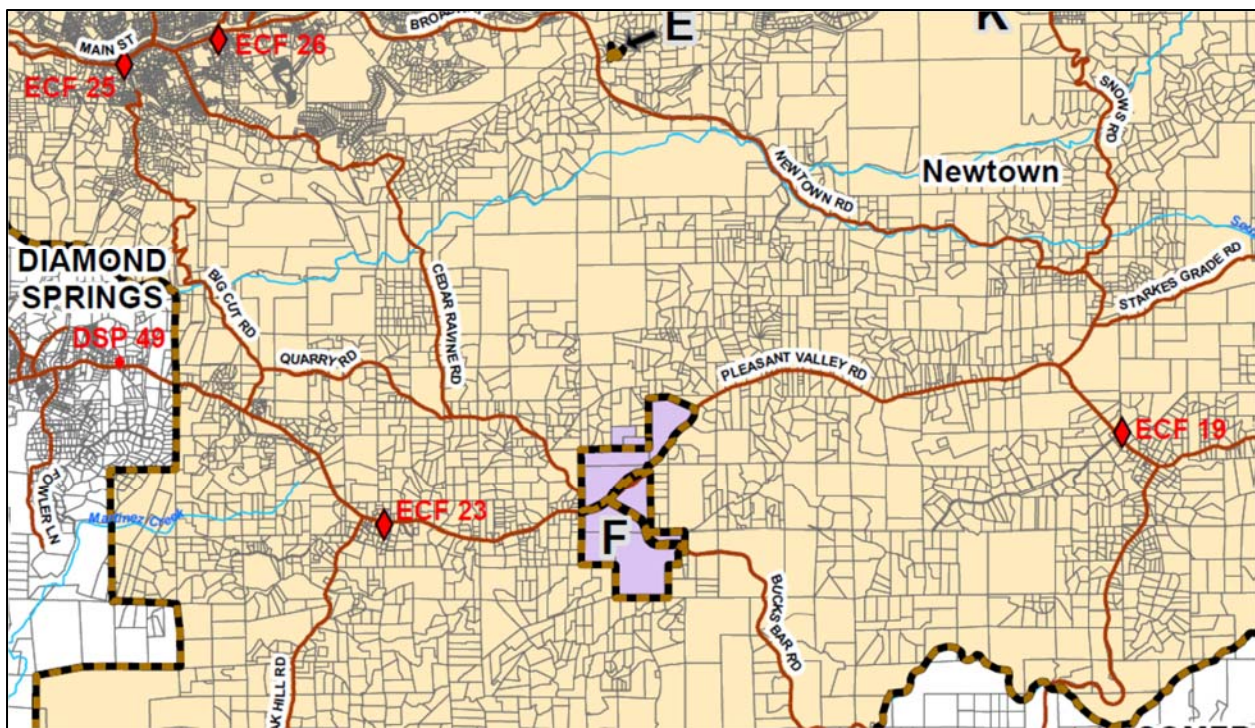 MAIN ST
ECF 26
ECF 25
E
K
SNOWS RD
Newtown
NEWTOWN RD
DIAMOND
SPRINGS
BIG CUT RD
CEDAR RAVINE RD
STARKES GRADE RD
DSP 49
QUARRY RD
PLEASANT VALLEY RD
ECF 19
FOWLER LN
Martinez Creek
ECF 23
F
BUCKS BAR RD